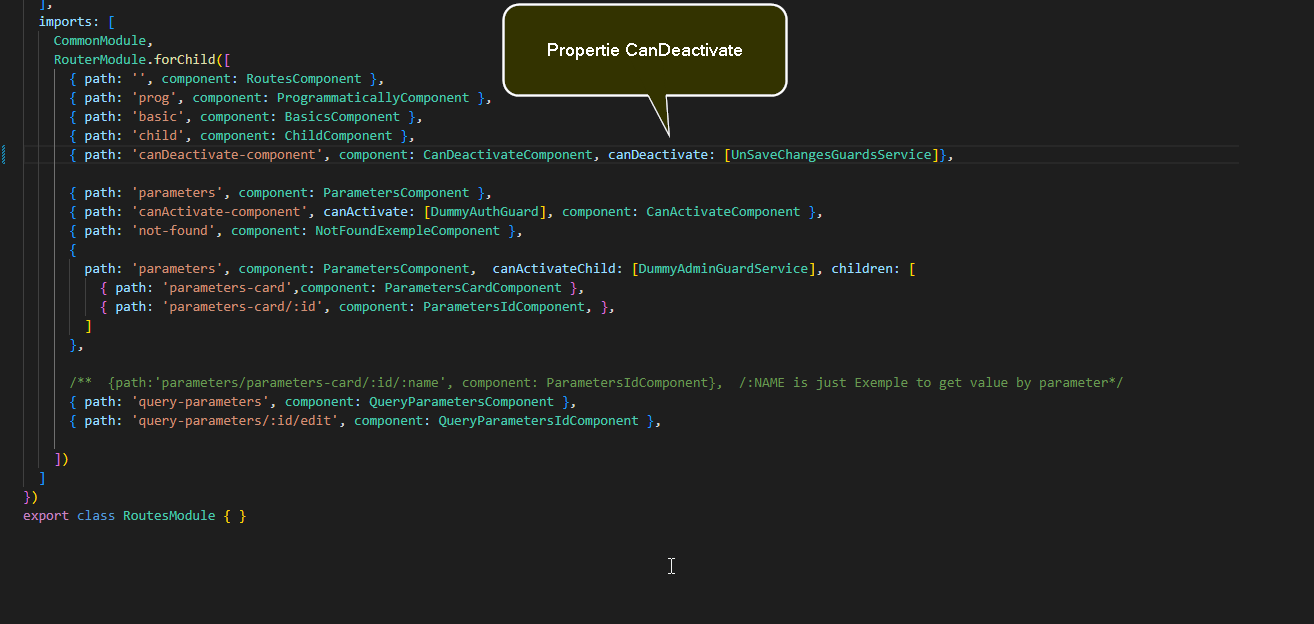 ],
imports: [
CommonModule,
RouterModule.forChild([
Propertie CanDeactivate
{ path: '', component: RoutesComponent },
{ path: 'prog', component: ProgrammaticallyComponent },
{ path: 'basic', component: BasicsComponent },
{ path: 'child', component: ChildComponent },
{ path: 'canDeactivate-component', component: CanDeactivateComponent, canDeactivate: [UnSaveChangesGuardsService]},
{ path: 'parameters', component: ParametersComponent },
{ path: 'canActivate-component', canActivate: [DummyAuthGuard], component: CanActivateComponent },
{ path: 'not-found', component: NotFoundExempleComponent },
{
path: 'parameters', component: ParametersComponent,  canActivateChild: [DummyAdminGuardService], children: [
{ path: 'parameters-card',component: ParametersCardComponent },
{ path: 'parameters-card/:id', component: ParametersIdComponent, },
]
},
/**  {path:'parameters/parameters-card/:id/:name', component: ParametersIdComponent},  /:NAME is just Exemple to get value by parameter*/
{ path: 'query-parameters', component: QueryParametersComponent },
{ path: 'query-parameters/:id/edit', component: QueryParametersIdComponent },
])
]
})
export class RoutesModule { }